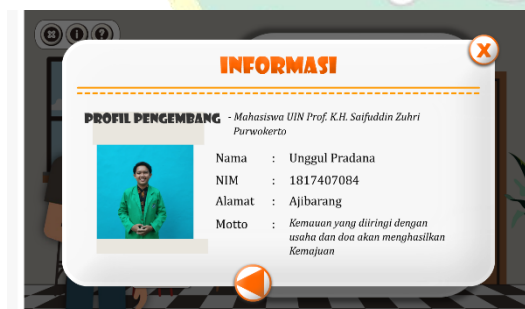 INFORMASI
X
PROFIL PENGEMBANG - Mahasiswa UIN Prof. K.H. Saifuddin Zuhri
Purwokerto
Nama : Unggul Pradana
NIM : 1817407084
Alamat : Ajibarang
Motto : Kemauan yang diiringi dengan
usaha dan doa akan menghasilkan
Kemajuan